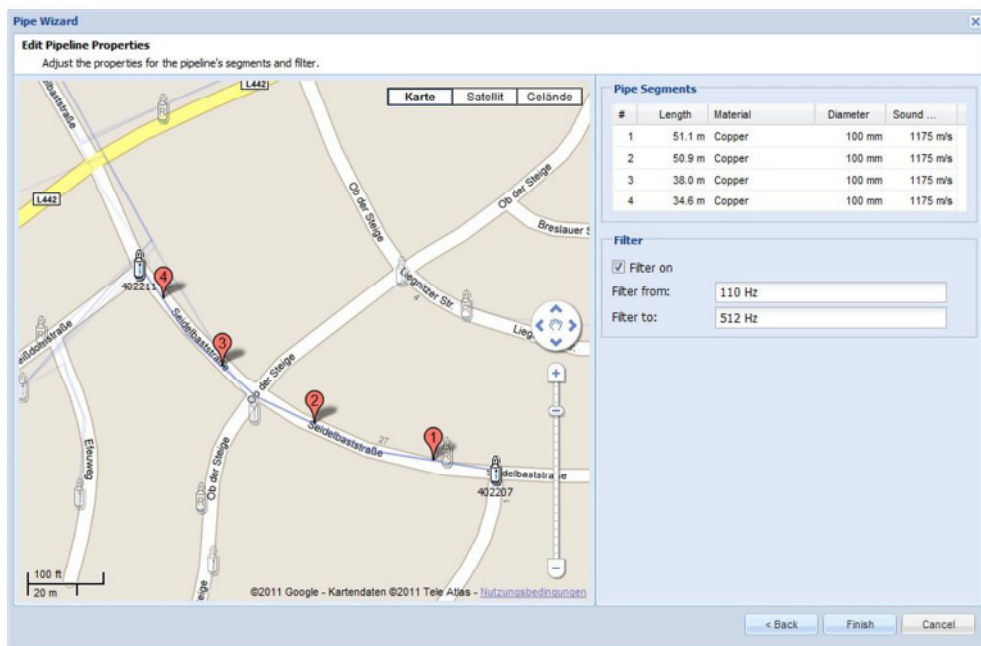 Pipe Wizard
Edit Pipeline Properties
Adjust the properties for the pipeline's segments and filter.
L442
Karte Satellit Gelände
L442
Ob der Steige
Ob der Steige
Breslauer S
Liegnitzer Str.
4
402211
4
Seidelbaststraße
3
Ob der Steige
2
Seidelbaststraße
27
1
Seidelbaststraße
402207
Efeuweg
Ob der Steige
100 ft
20 m
©2011 Google - Kartendaten ©2011 Tele Atlas - Nutzungsbedingungen
Pipe Segments
# Length Material Diameter Sound ...
1 51.1 m Copper 100 mm 1175 m/s
2 50.9 m Copper 100 mm 1175 m/s
3 38.0 m Copper 100 mm 1175 m/s
4 34.6 m Copper 100 mm 1175 m/s
Filter
Filter on
Filter from: 110 Hz
Filter to: 512 Hz
< Back Finish Cancel